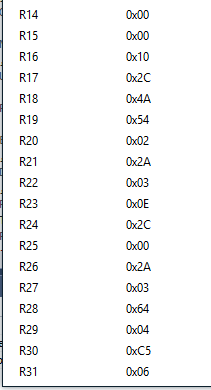 R14 0x00
R15 0x00
R16 0x10
R17 0x2C
R18 0x4A
R19 0x54
R20 0x02
R21 0x2A
R22 0x03
R23 0x0E
R24 0x2C
R25 0x00
R26 0x2A
R27 0x03
R28 0x64
R29 0x04
R30 0xC5
R31 0x06